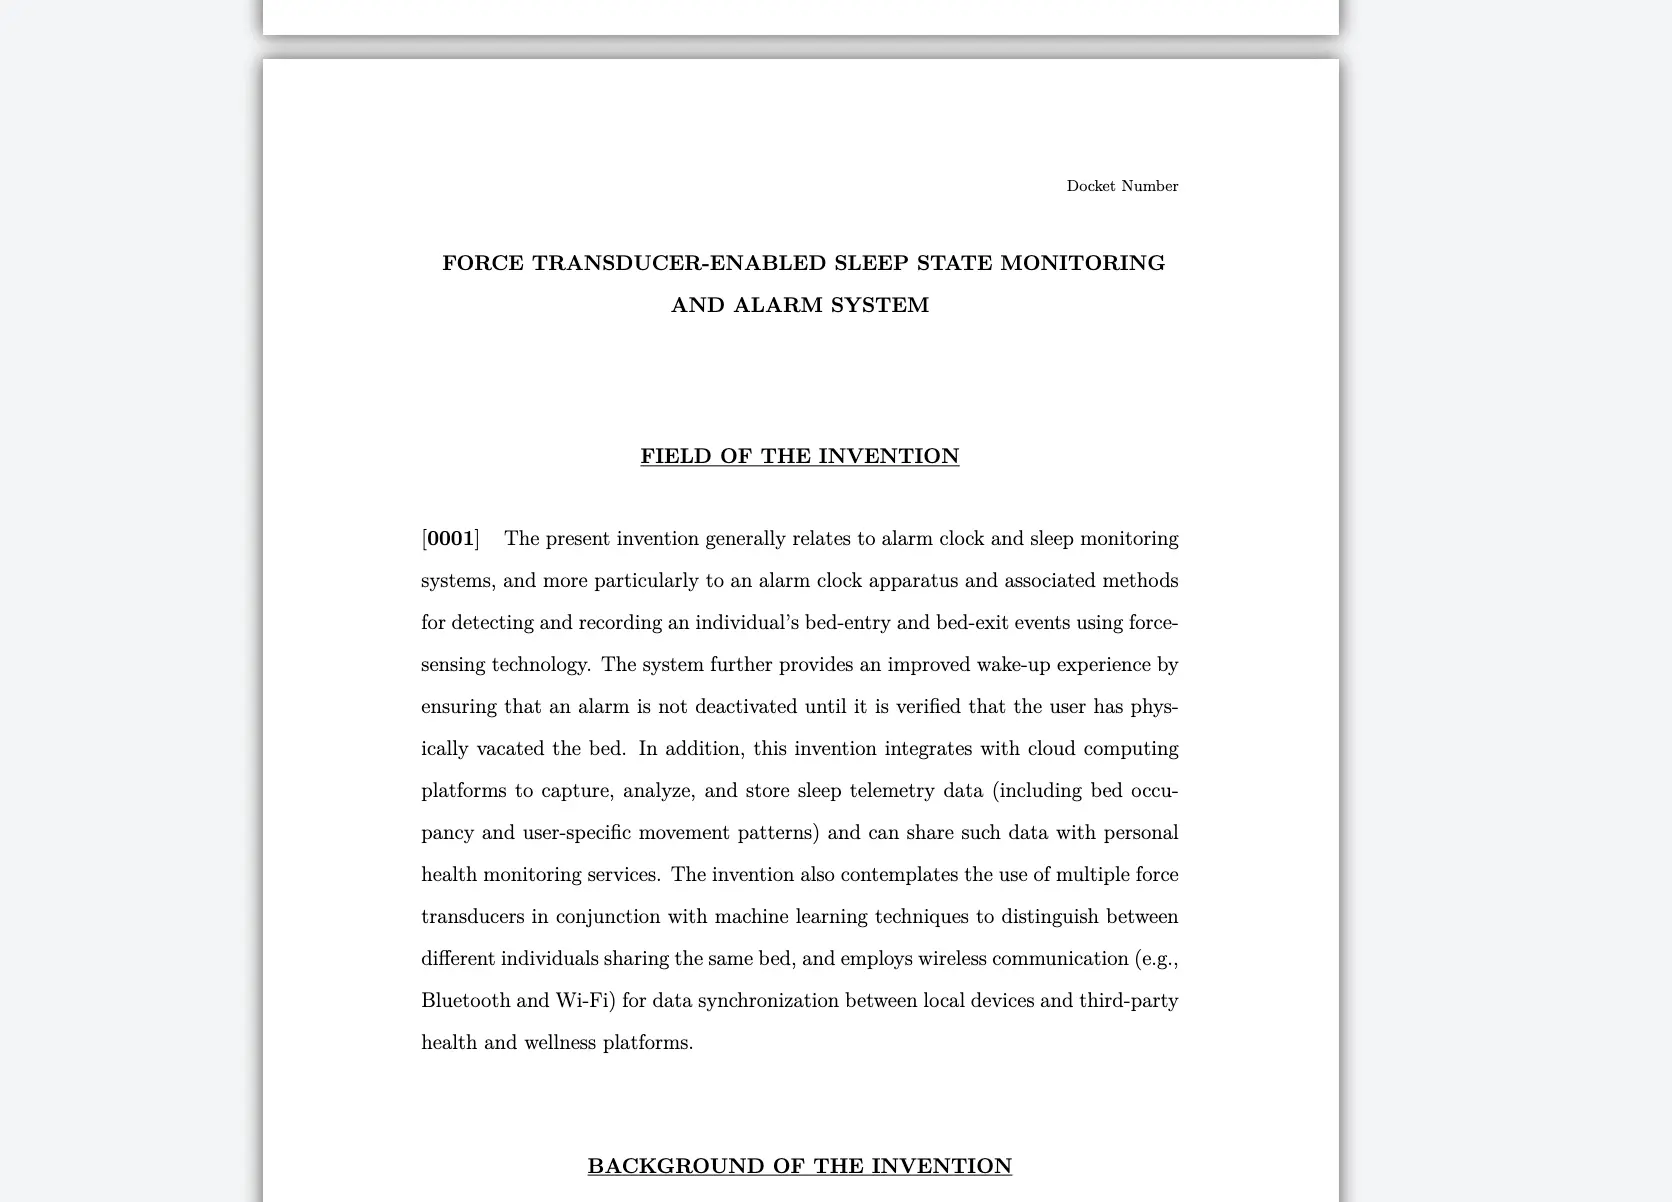 Docket Number
FORCE TRANSDUCER-ENABLED SLEEP STATE MONITORING
AND ALARM SYSTEM
FIELD OF THE INVENTION
[0001] The present invention generally relates to alarm clock and sleep monitoring
systems, and more particularly to an alarm clock apparatus and associated methods
for detecting and recording an individual's bed-entry and bed-exit events using force-
sensing technology. The system further provides an improved wake-up experience by
ensuring that an alarm is not deactivated until it is verified that the user has phys-
ically vacated the bed. In addition, this invention integrates with cloud computing
platforms to capture, analyze, and store sleep telemetry data (including bed occu-
pancy and user-specific movement patterns) and can share such data with personal
health monitoring services. The invention also contemplates the use of multiple force
transducers in conjunction with machine learning techniques to distinguish between
different individuals sharing the same bed, and employs wireless communication (e.g.,
Bluetooth and Wi-Fi) for data synchronization between local devices and third-party
health and wellness platforms.
BACKGROUND OF THE INVENTION